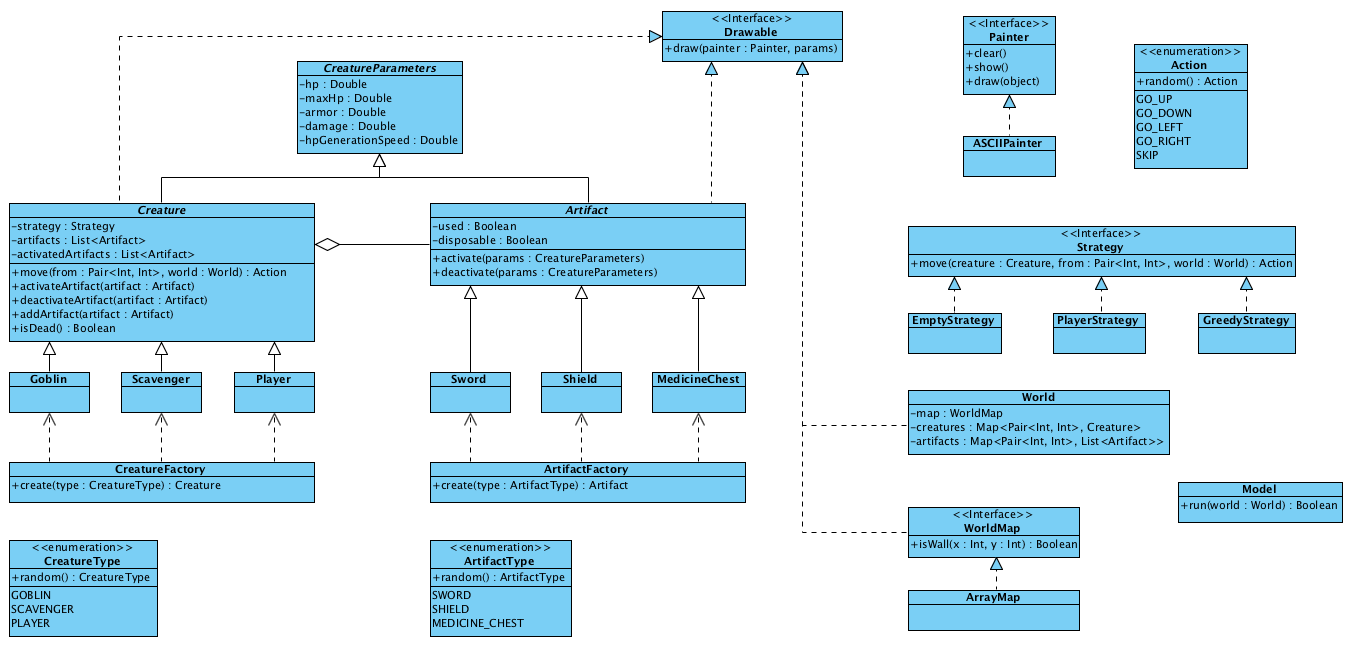 <<Interface>>
Drawable
+draw(painter : Painter, params)
<<Interface>>
Painter
+clear()
+show()
+draw(object)
<<enumeration>>
Action
+random() : Action
GO_UP
GO_DOWN
GO_LEFT
GO_RIGHT
SKIP
CreatureParameters
-hp : Double
-maxHp : Double
-armor : Double
-damage : Double
-hpGenerationSpeed : Double
ASCIIPainter
Creature
-strategy : Strategy
-artifacts : List<Artifact>
-activatedArtifacts : List<Artifact>
+move(from : Pair<Int, Int>, world : World) : Action
+activateArtifact(artifact : Artifact)
+deactivateArtifact(artifact : Artifact)
+addArtifact(artifact : Artifact)
+isDead() : Boolean
Artifact
-used : Boolean
-disposable : Boolean
+activate(params : CreatureParameters)
+deactivate(params : CreatureParameters)
<<Interface>>
Strategy
+move(creature : Creature, from : Pair<Int, Int>, world : World) : Action
EmptyStrategy
PlayerStrategy
GreedyStrategy
Goblin
Scavenger
Player
Sword
Shield
MedicineChest
World
-map : WorldMap
-creatures : Map<Pair<Int, Int>, Creature>
-artifacts : Map<Pair<Int, Int>, List<Artifact>>
CreatureFactory
+create(type : CreatureType) : Creature
ArtifactFactory
+create(type : ArtifactType) : Artifact
Model
+run(world : World) : Boolean
<<Interface>>
WorldMap
+isWall(x : Int, y : Int) : Boolean
ArrayMap
<<enumeration>>
CreatureType
+random() : CreatureType
GOBLIN
SCAVENGER
PLAYER
<<enumeration>>
ArtifactType
+random() : ArtifactType
SWORD
SHIELD
MEDICINE_CHEST